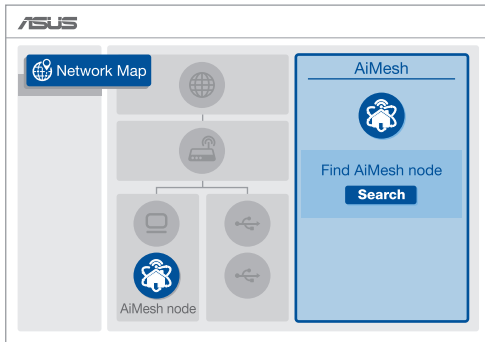 ASUS
Network Map
AiMesh
Find AiMesh node
Search
AiMesh node